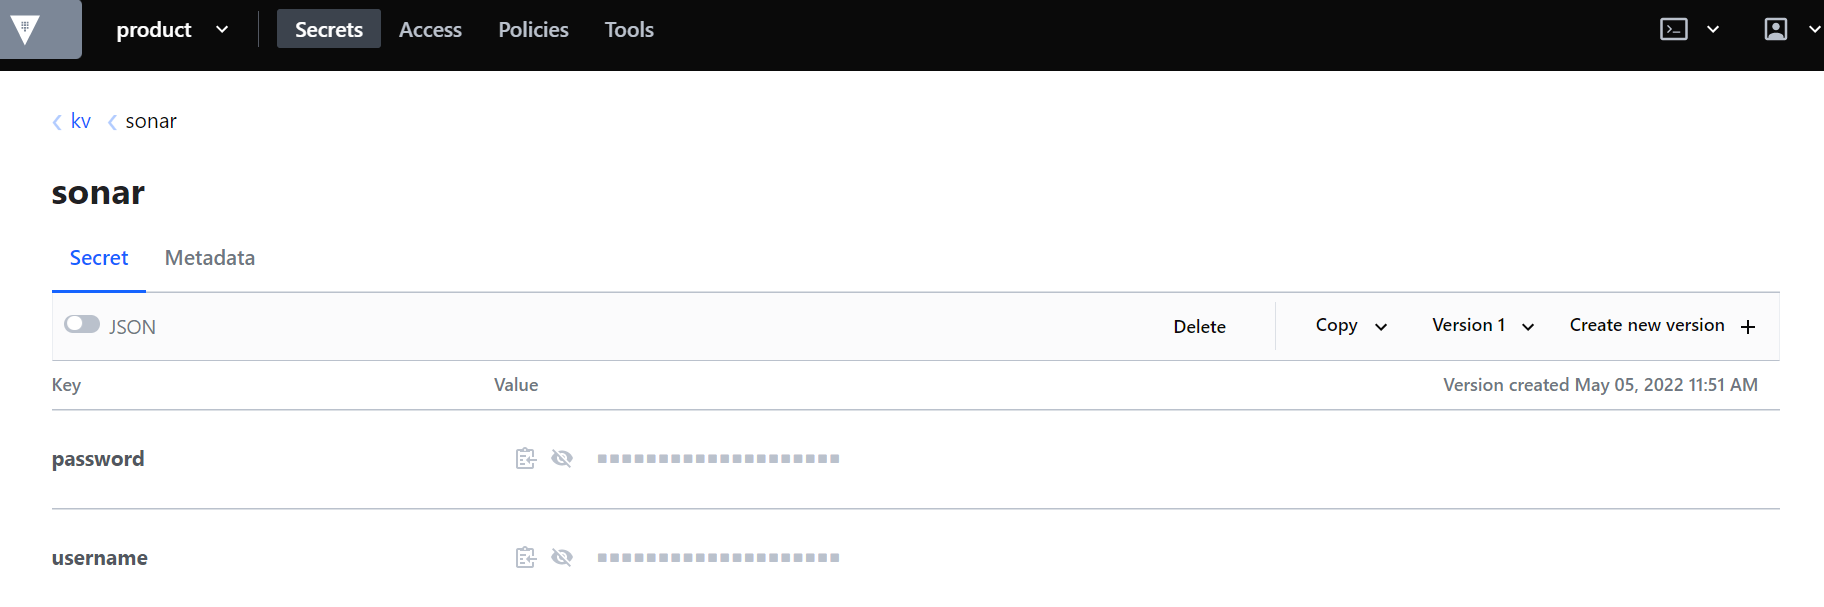 product Secrets Access Policies Tools
kv sonar
sonar
Secret Metadata
JSON Delete Copy Version 1 Create new version
Key Value Version created May 05, 2022 11:51 AM
password
username